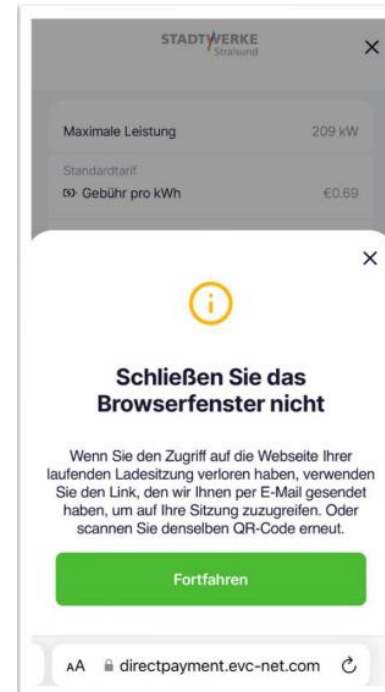 STADTWERKE
Stralsund
Maximale Leistung 209 kW
Standardtarif
Gebühr pro kWh €0.69
Schließen Sie das
Browserfenster nicht
Wenn Sie den Zugriff auf die Webseite Ihrer
laufenden Ladesitzung verloren haben, verwenden
Sie den Link, den wir Ihnen per E-Mail gesendet
haben, um auf Ihre Sitzung zuzugreifen. Oder
scannen Sie denselben QR-Code erneut.
Fortfahren
AA directpayment.evc-net.com